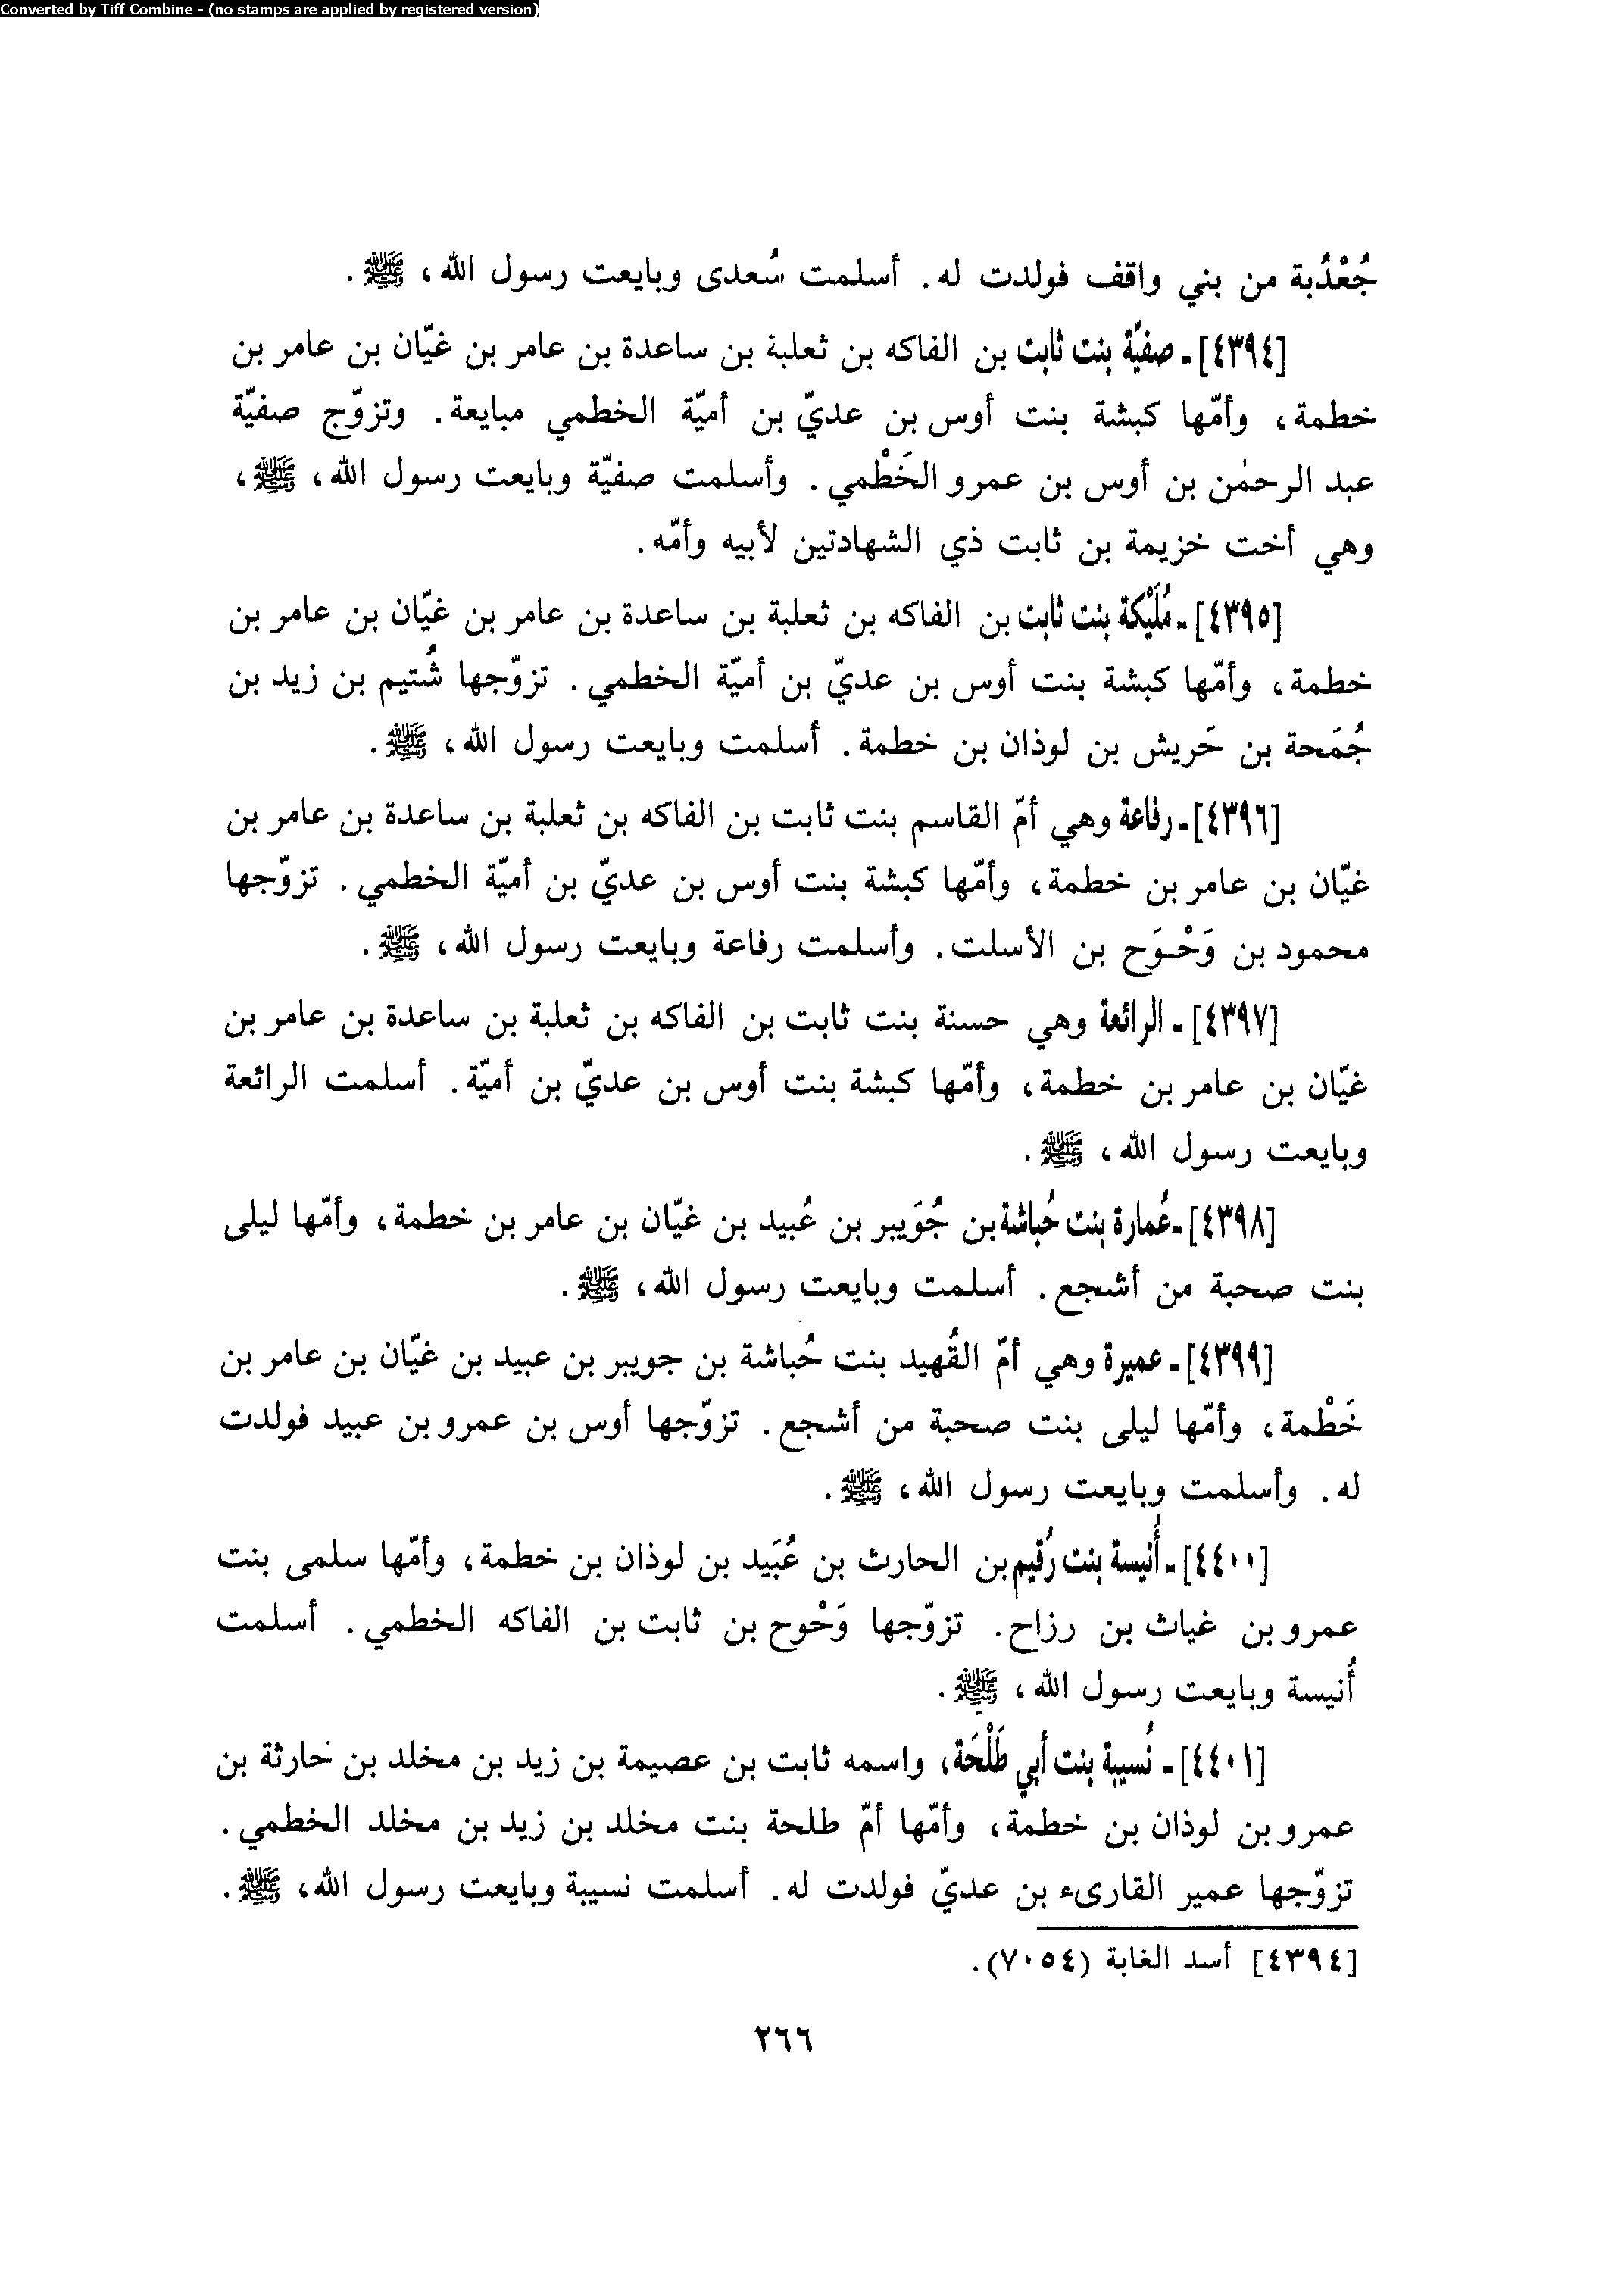 Converted by Tiff Combine - (no stamps are applied by registered version)
جُعْدُبة من بني واقف فولدت له. أسلمت سُعدى وبايعت رسول الله، ﷺ.
[٤٣٩٤] ـ صفيّة بنت ثابت بن الفاكه بن ثعلبة بن ساعدة بن عامر بن غيّان بن عامر بن
خطمة، وأمّها كبشة بنت أوس بن عديّ بن أميّة الخطمي مبايعة. وتزوّج صفيّة
عبد الرحمٰن بن أوس بن عمرو الخَطْمي. وأسلمت صفيّة وبايعت رسول الله، ﷺ،
وهي أخت خزيمة بن ثابت ذي الشهادتين لأبيه وأمّه.
[٤٣٩٥] ـ مُلَيْكة بنت ثابت بن الفاكه بن ثعلبة بن ساعدة بن عامر بن غيّان بن عامر بن
خطمة، وأمّها كبشة بنت أوس بن عديّ بن أميّة الخطمي. تزوّجها شُتيم بن زيد بن
جُمَحة بن حَريش بن لوذان بن خطمة. أسلمت وبايعت رسول الله، ﷺ.
[٤٣٩٦] ـ رفاعة وهي أمّ القاسم بنت ثابت بن الفاكه بن ثعلبة بن ساعدة بن عامر بن
غيّان بن عامر بن خطمة، وأمّها كبشة بنت أوس بن عديّ بن أميّة الخطمي. تزوّجها
محمود بن وَحْوَح بن الأسلت. وأسلمت رفاعة وبايعت رسول الله، ﷺ.
[٤٣٩٧] ـ الرائعة وهي حسنة بنت ثابت بن الفاكه بن ثعلبة بن ساعدة بن عامر بن
غيّان بن عامر بن خطمة، وأمّها كبشة بنت أوس بن عديّ بن أميّة. أسلمت الرائعة
وبايعت رسول الله، ﷺ.
[٤٣٩٨] ـ عُمارة بنت حُباشة بن جُوَيبر بن عُبيد بن غيّان بن عامر بن خطمة، وأمّها ليلى
بنت صحبة من أشجع. أسلمت وبايعت رسول الله، ﷺ.
[٤٣٩٩] ـ عميرة وهي أمّ القُهيد بنت حُباشة بن جويبر بن عبيد بن غيّان بن عامر بن
خَطْمة، وأمّها ليلى بنت صحبة من أشجع. تزوّجها أوس بن عمرو بن عبيد فولدت
له. وأسلمت وبايعت رسول الله، ﷺ.
[٤٤٠٠] ـ أُنيسة بنت رُقيم بن الحارث بن عُبَيد بن لوذان بن خطمة، وأمّها سلمى بنت
عمرو بن غياث بن رزاح. تزوّجها وَحْوح بن ثابت بن الفاكه الخطمي. أسلمت
أُنيسة وبايعت رسول الله، ﷺ.
[٤٤٠١] ـ نُسيبة بنت أبي طَلْحَة، واسمه ثابت بن عصيمة بن زيد بن مخلد بن حارثة بن
عمرو بن لوذان بن خطمة، وأمّها أمّ طلحة بنت مخلد بن زيد بن مخلد الخطمي.
تزوّجها عمير القارىء بن عديّ فولدت له. أسلمت نسيبة وبايعت رسول الله، ﷺ.
[٤٣٩٤] أسد الغابة (٧٠٥٤).
٢٦٦